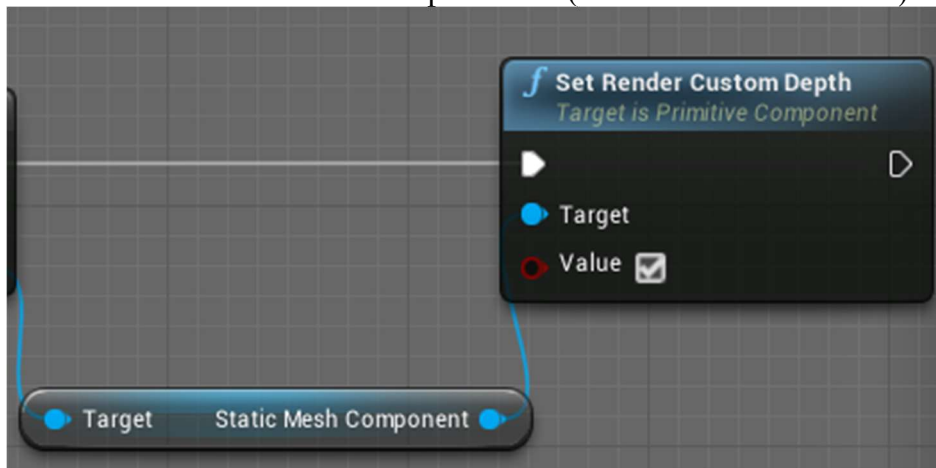 f Set Render Custom Depth
Target is Primitive Component
Target
Value
Target Static Mesh Component